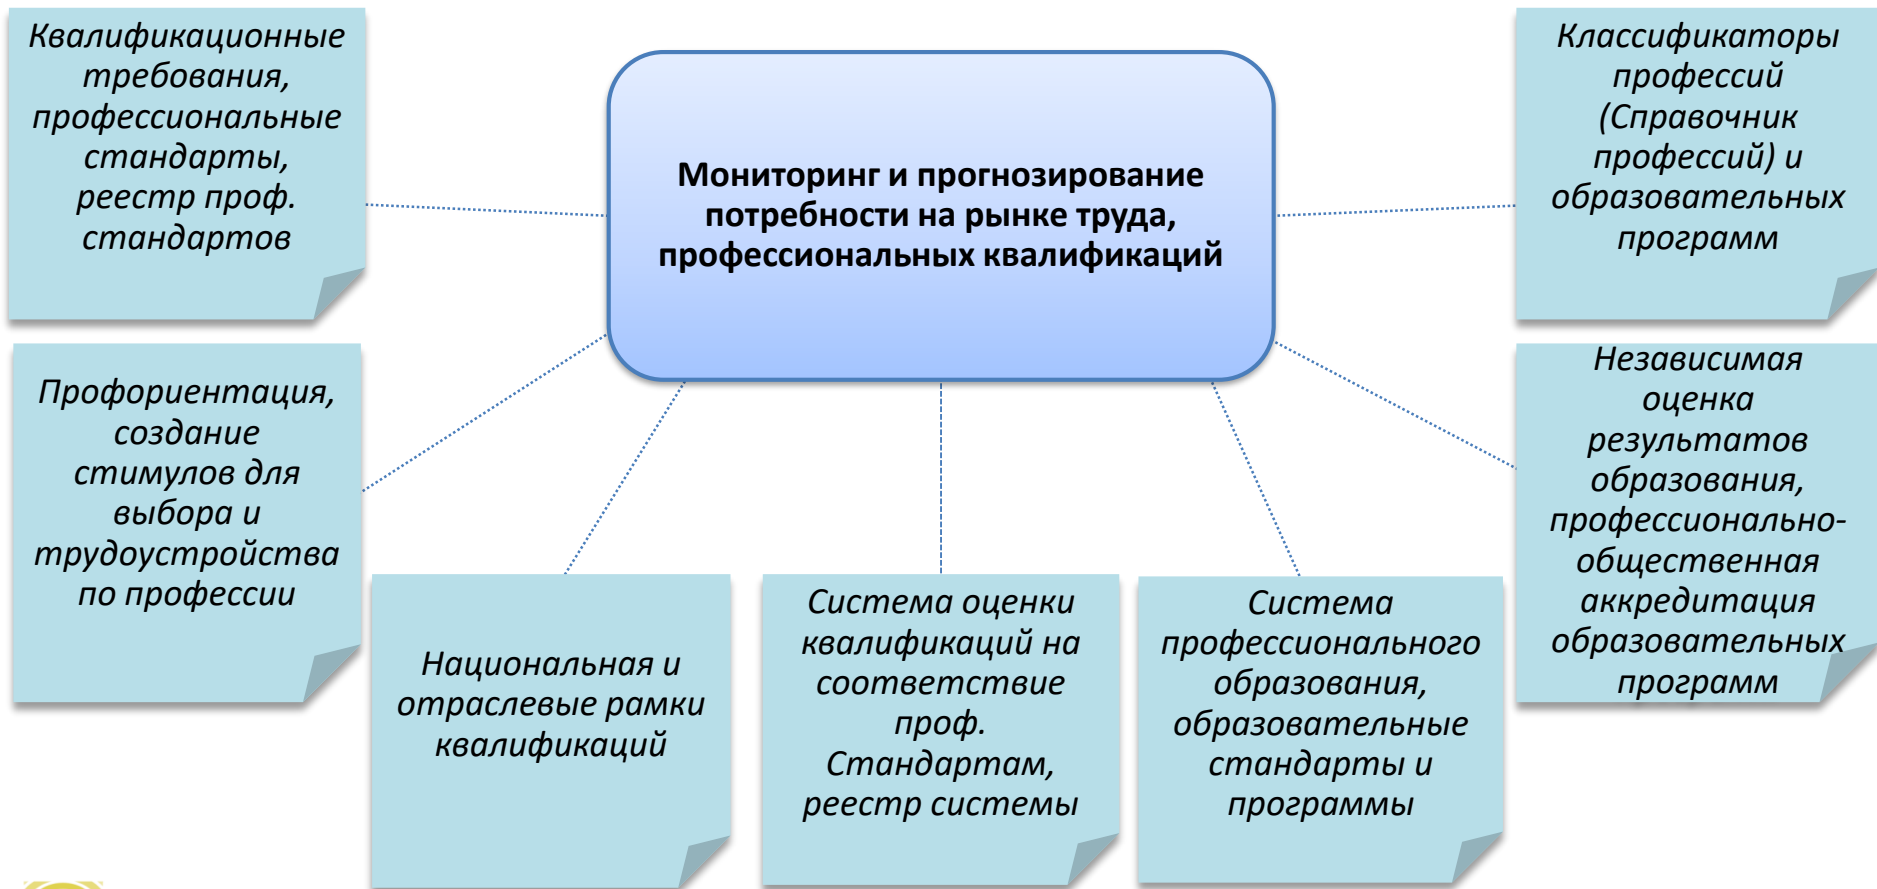 Квалификационные
требования,
профессиональные
стандарты,
реестр проф.
стандартов
Мониторинг и прогнозирование
потребности на рынке труда,
профессиональных квалификаций
Классификаторы
профессий
(Справочник
профессий) и
образовательных
программ
Профориентация,
создание
стимулов для
выбора и
трудоустройства
по профессии
Национальная и
отраслевые рамки
квалификаций
Система оценки
квалификаций на
соответствие
проф.
Стандартам,
реестр системы
Система
профессионального
образования,
образовательные
стандарты и
программы
Независимая
оценка
результатов
образования,
профессионально-
общественная
аккредитация
образовательных
программ